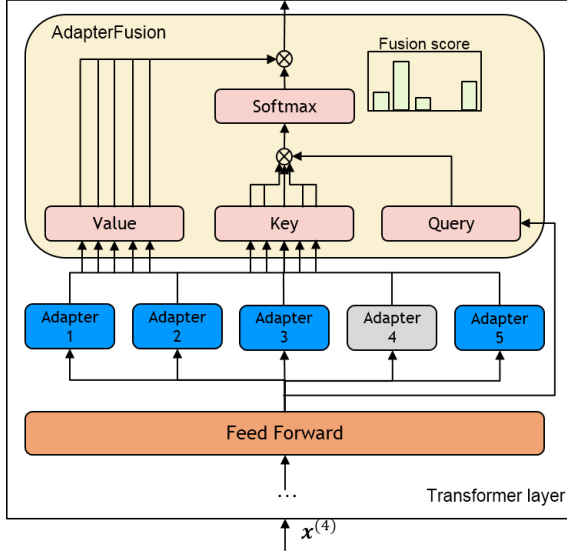 AdapterFusion
Fusion score
Softmax
Value
Key
Query
Adapter
1
Adapter
2
Adapter
3
Adapter
4
Adapter
5
Feed Forward
...
Transformer layer
x^(4)